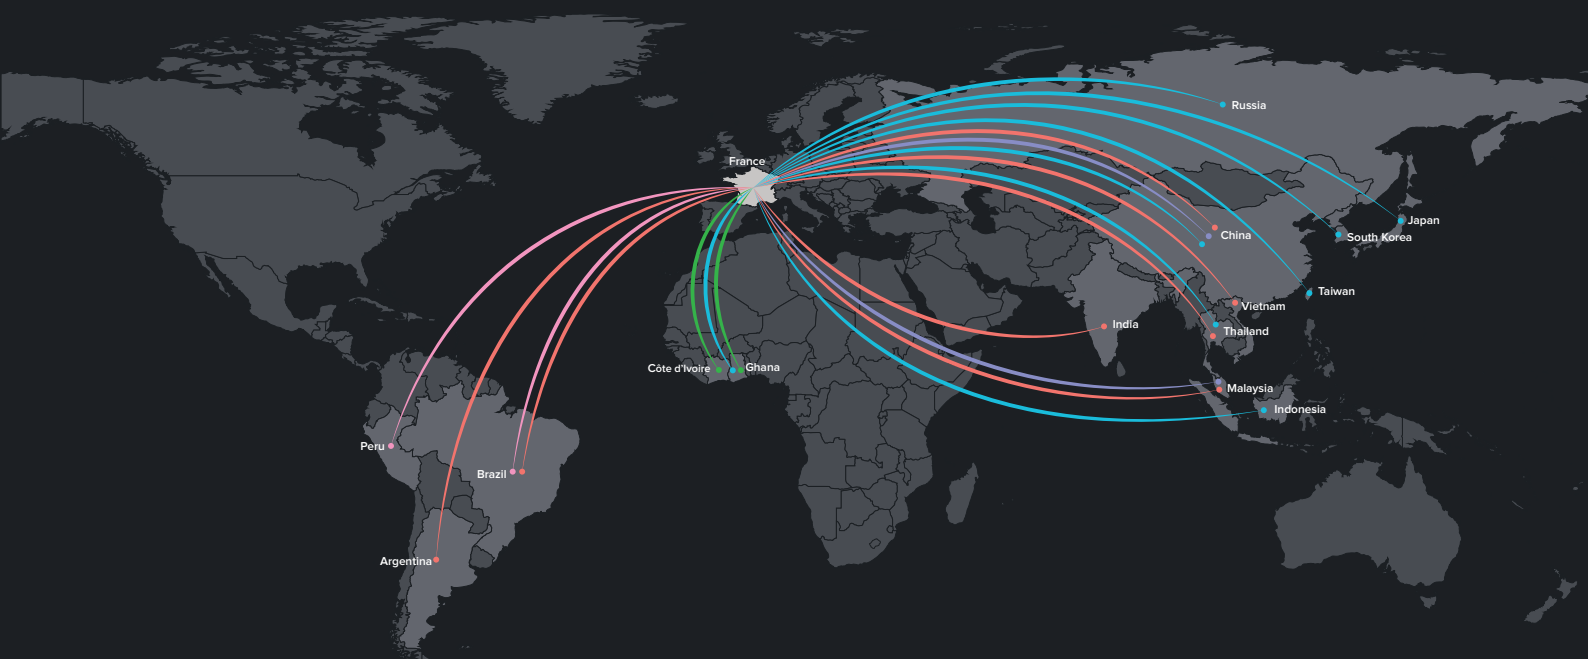 Russia
France
Japan
China
South Korea
Taiwan
Vietnam
India
Thailand
Côte d'Ivoire
Ghana
Malaysia
Indonesia
Peru
Brazil
Argentina